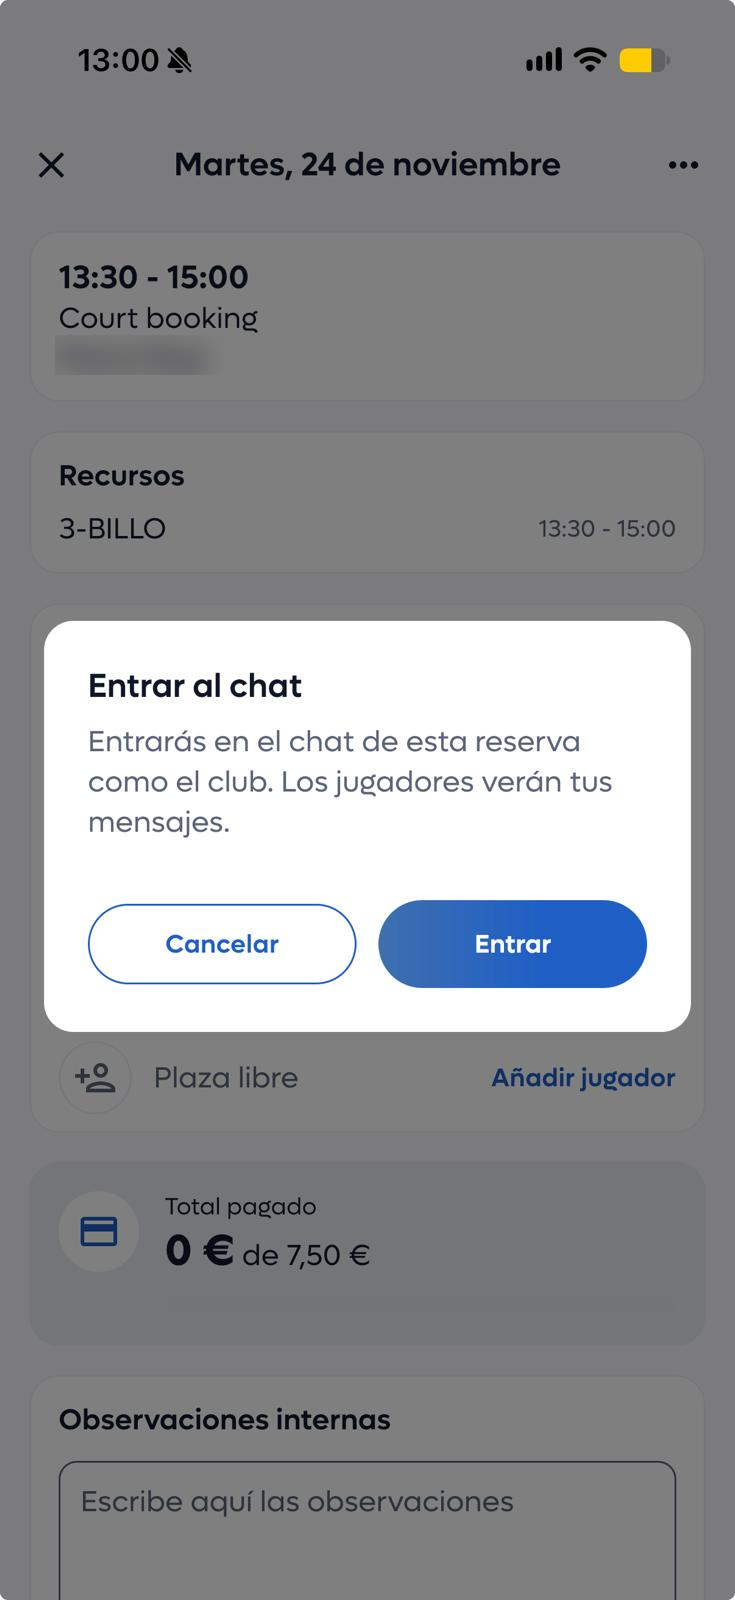 13:00
Martes, 24 de noviembre
13:30 - 15:00
Court booking
Recursos
3-BILLO 13:30 - 15:00
Entrar al chat
Entrarás en el chat de esta reserva
como el club. Los jugadores verán tus
mensajes.
Cancelar Entrar
Plaza libre Añadir jugador
Total pagado
0 € de 7,50 €
Observaciones internas
Escribe aquí las observaciones